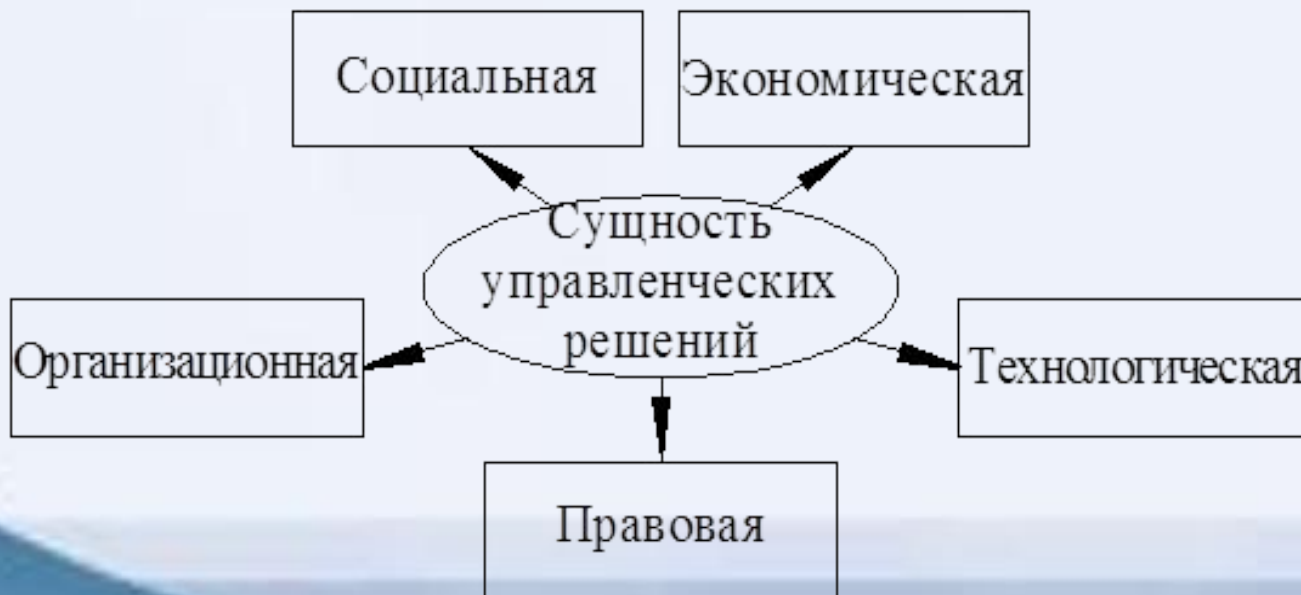 Социальная
Экономическая
Сущность
управленческих
решений
Организационная
Технологическая
Правовая